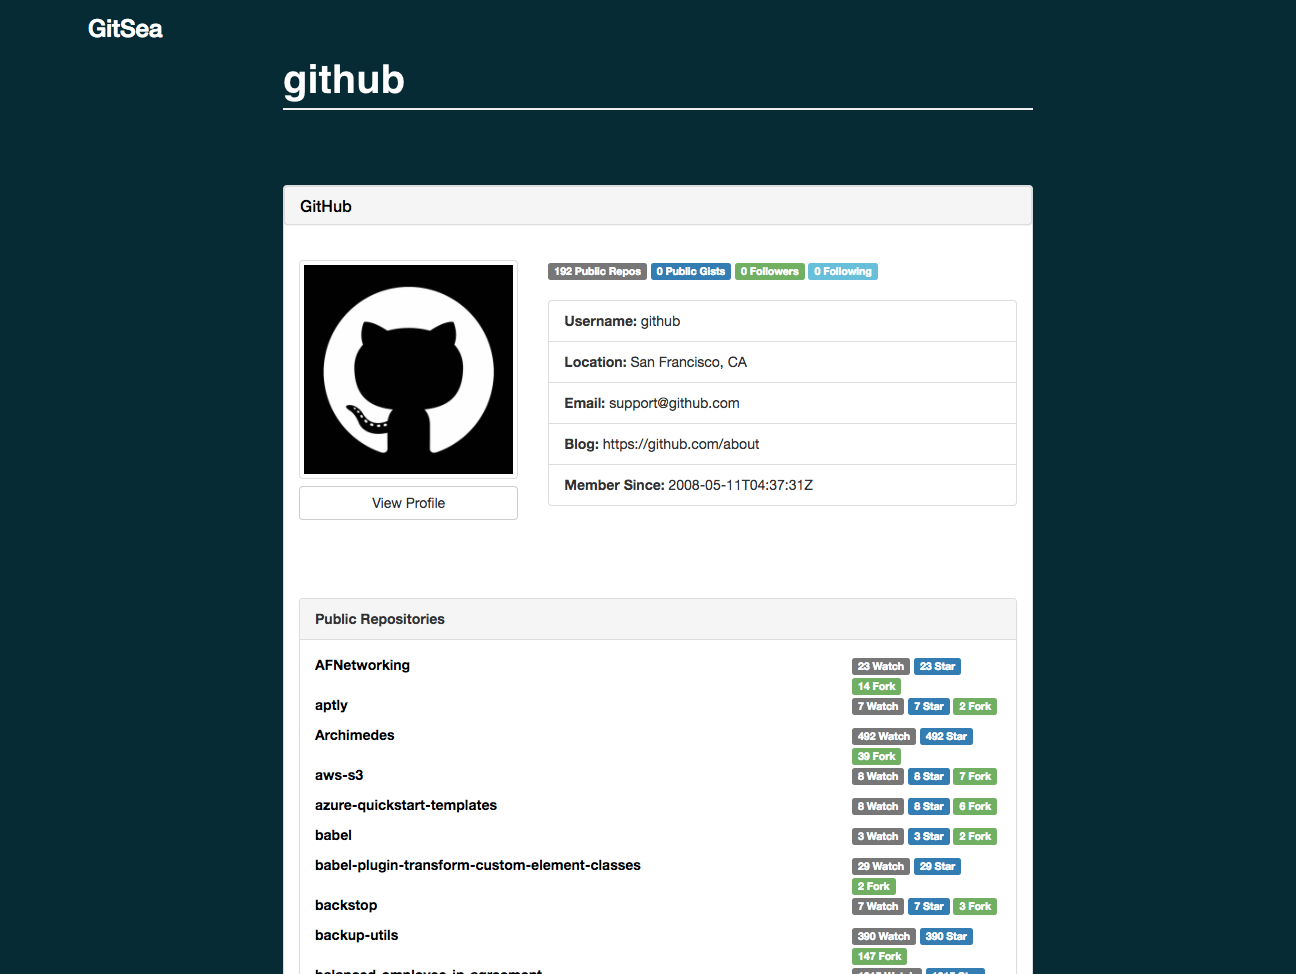 GitSea
github
GitHub
192 Public Repos 0 Public Gists 0 Followers 0 Following
Username: github
Location: San Francisco, CA
Email: support@github.com
Blog: https://github.com/about
Member Since: 2008-05-11T04:37:31Z
View Profile
Public Repositories
AFNetworking 23 Watch 23 Star
14 Fork
aptly 7 Watch 7 Star 2 Fork
Archimedes 492 Watch 492 Star
39 Fork
aws-s3 8 Watch 8 Star 7 Fork
azure-quickstart-templates 8 Watch 8 Star 6 Fork
babel 3 Watch 3 Star 2 Fork
babel-plugin-transform-custom-element-classes 29 Watch 29 Star
2 Fork
backstop 7 Watch 7 Star 3 Fork
backup-utils 390 Watch 390 Star
147 Fork